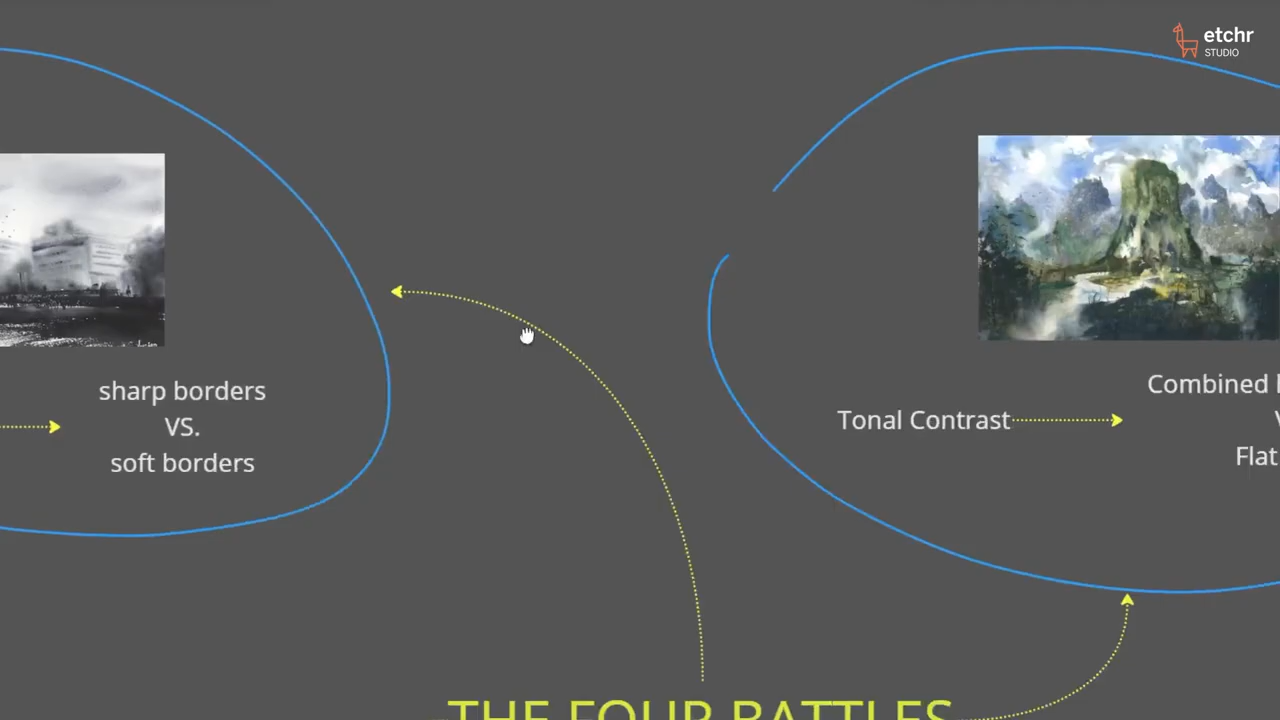 etchr
STUDIO
sharp borders
VS.
soft borders
Tonal Contrast
Combined
Flat
THE FOUR BATTLES